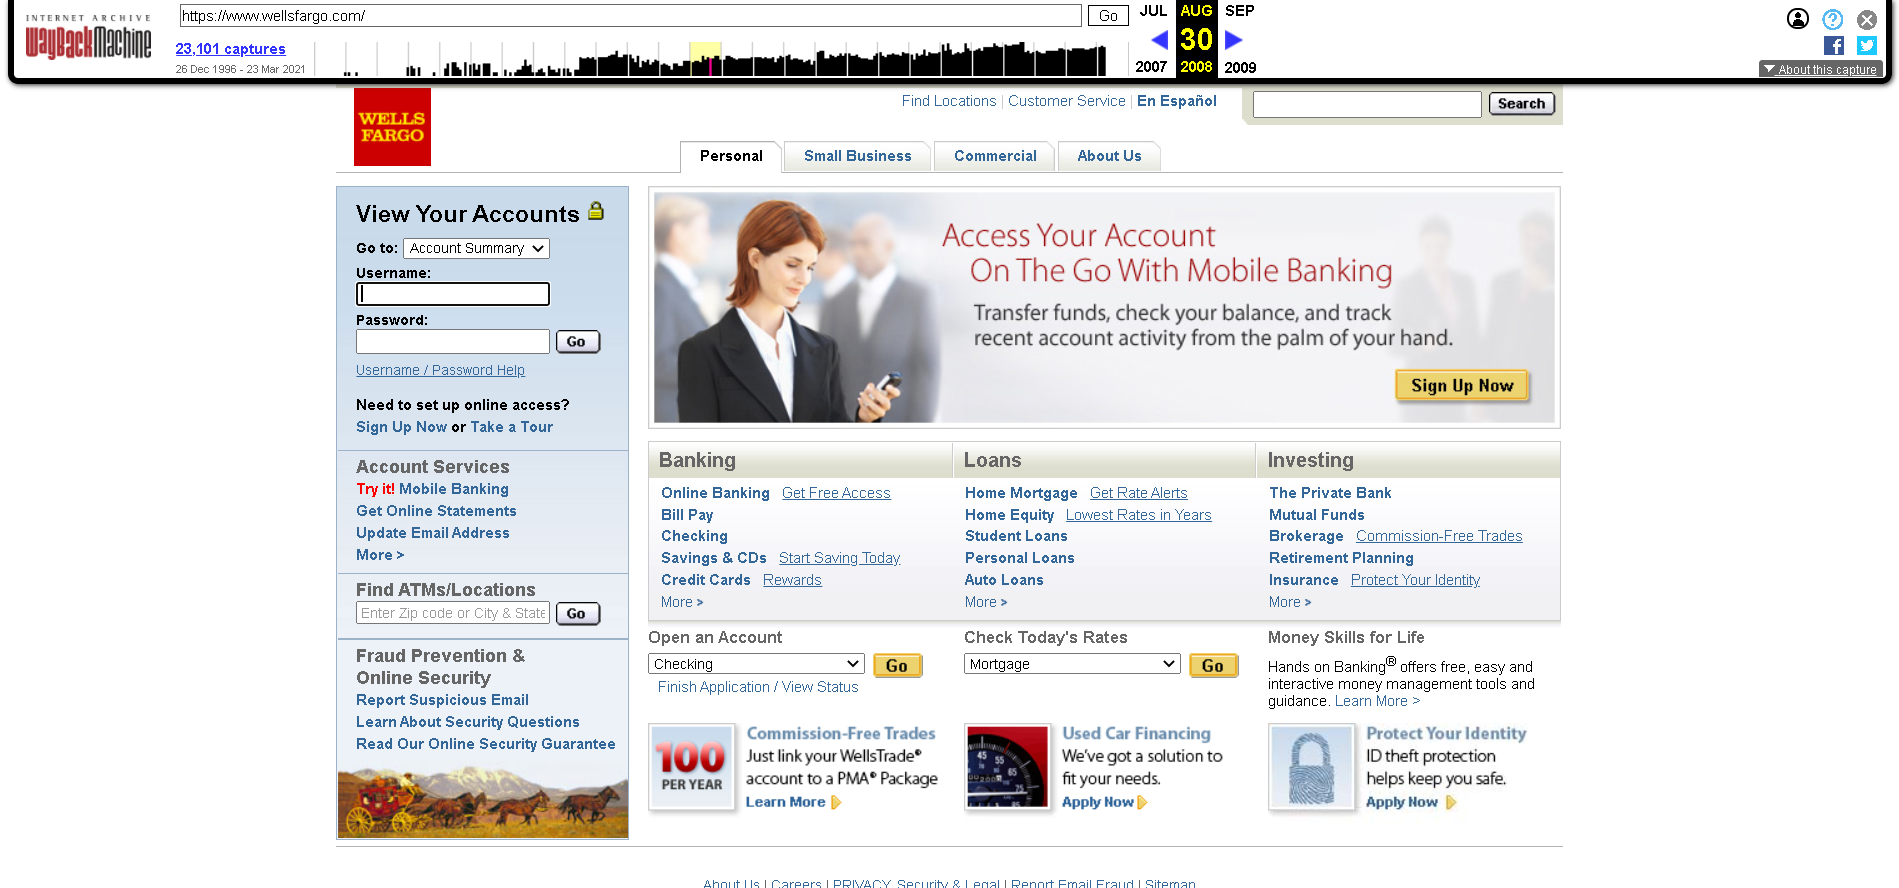 INTERNET ARCHIVE
WayBackMachine
https://www.wellsfargo.com/
Go
23,101 captures
26 Dec 1996 - 23 Mar 2021
JUL AUG SEP
30
2007 2008 2009
About this capture
WELLS
FARGO
Find Locations | Customer Service | En Español
Search
Personal
Small Business
Commercial
About Us
View Your Accounts
Go to: Account Summary
Username:
Password:
Go
Username / Password Help
Need to set up online access?
Sign Up Now or Take a Tour
Account Services
Try it! Mobile Banking
Get Online Statements
Update Email Address
More >
Find ATMs/Locations
Enter Zip code or City & State
Go
Fraud Prevention &
Online Security
Report Suspicious Email
Learn About Security Questions
Read Our Online Security Guarantee
Access Your Account
On The Go With Mobile Banking
Transfer funds, check your balance, and track
recent account activity from the palm of your hand.
Sign Up Now
Banking
Online Banking Get Free Access
Bill Pay
Checking
Savings & CDs Start Saving Today
Credit Cards Rewards
More >
Loans
Home Mortgage Get Rate Alerts
Home Equity Lowest Rates in Years
Student Loans
Personal Loans
Auto Loans
More >
Investing
The Private Bank
Mutual Funds
Brokerage Commission-Free Trades
Retirement Planning
Insurance Protect Your Identity
More >
Open an Account
Checking
Go
Finish Application / View Status
Check Today's Rates
Mortgage
Go
Money Skills for Life
Hands on Banking® offers free, easy and
interactive money management tools and
guidance. Learn More >
100
PER YEAR
Commission-Free Trades
Just link your WellsTrade®
account to a PMA® Package
Learn More
45
55
65
75
Used Car Financing
We've got a solution to
fit your needs.
Apply Now
Protect Your Identity
ID theft protection
helps keep you safe.
Apply Now
About Us | Careers | PRIVACY, Security & Legal | Report Email Fraud | Sitemap